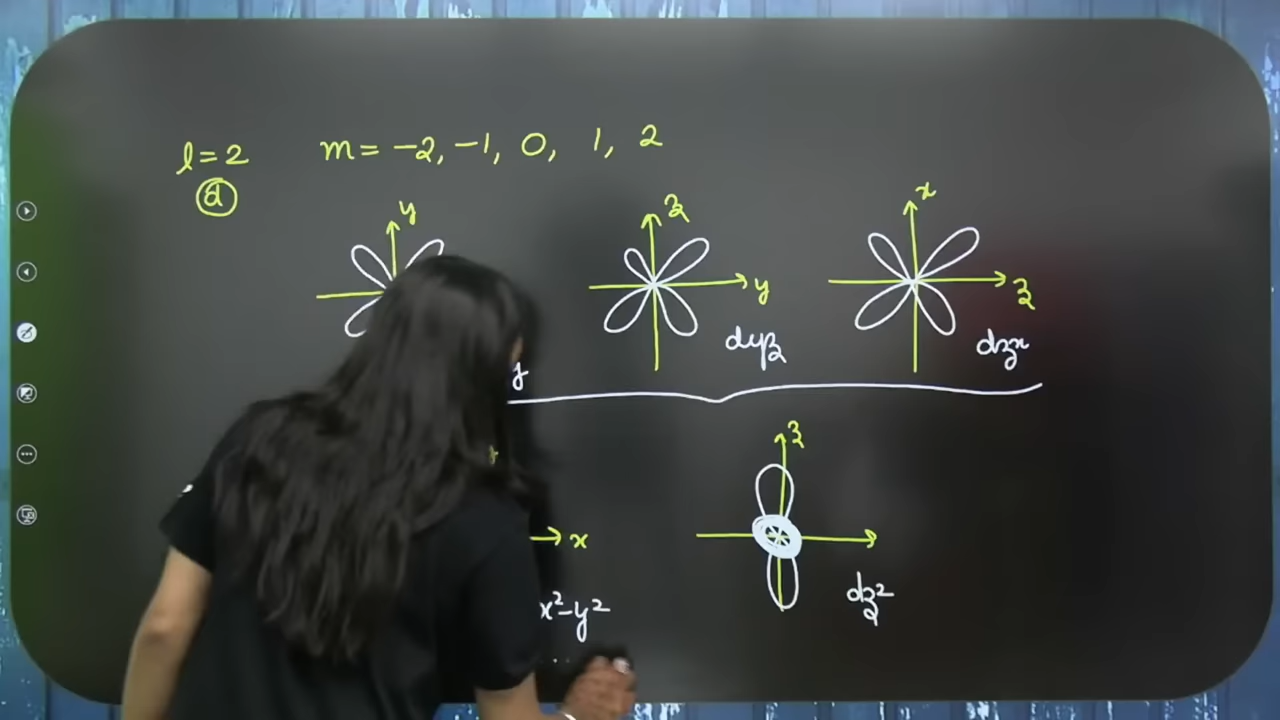 l=2 m= -2, -1, 0, 1, 2
d
y z x
y z
y dyz dzx
z
x
x²-y² dz²